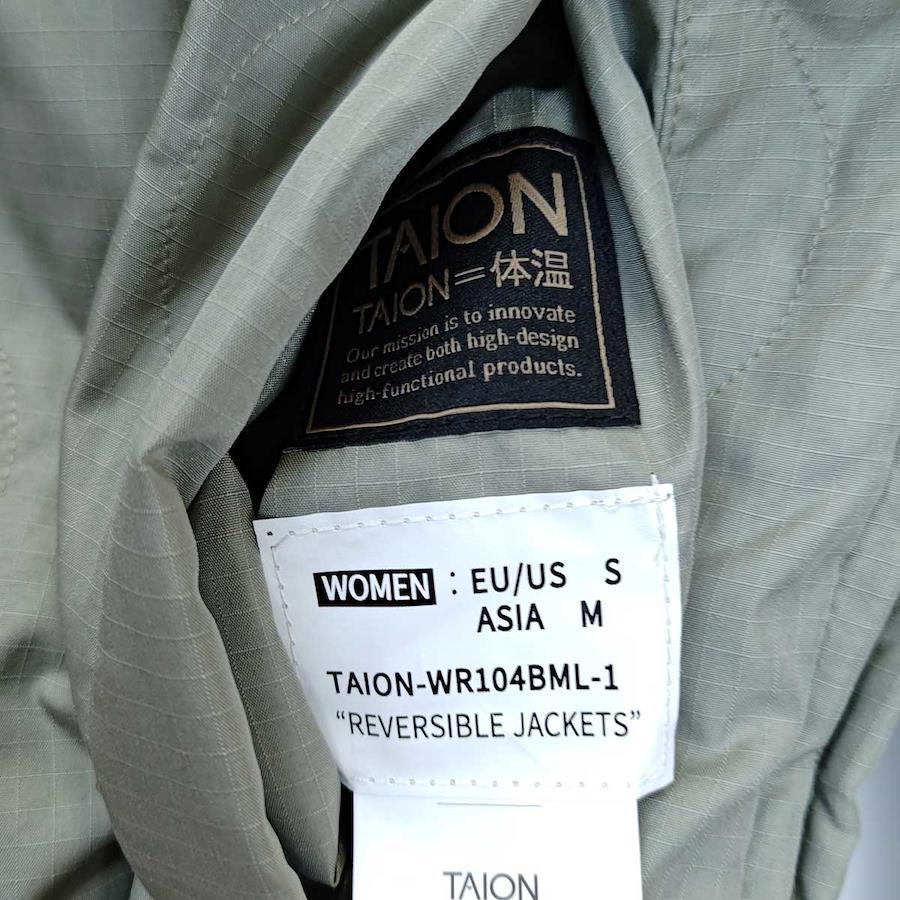 TAION
TAION=体温
Our mission is to innovate
and create both high-design
high-functional products.
WOMEN : EU/US S
ASIA M
TAION-WR104BML-1
“REVERSIBLE JACKETS”
TAION